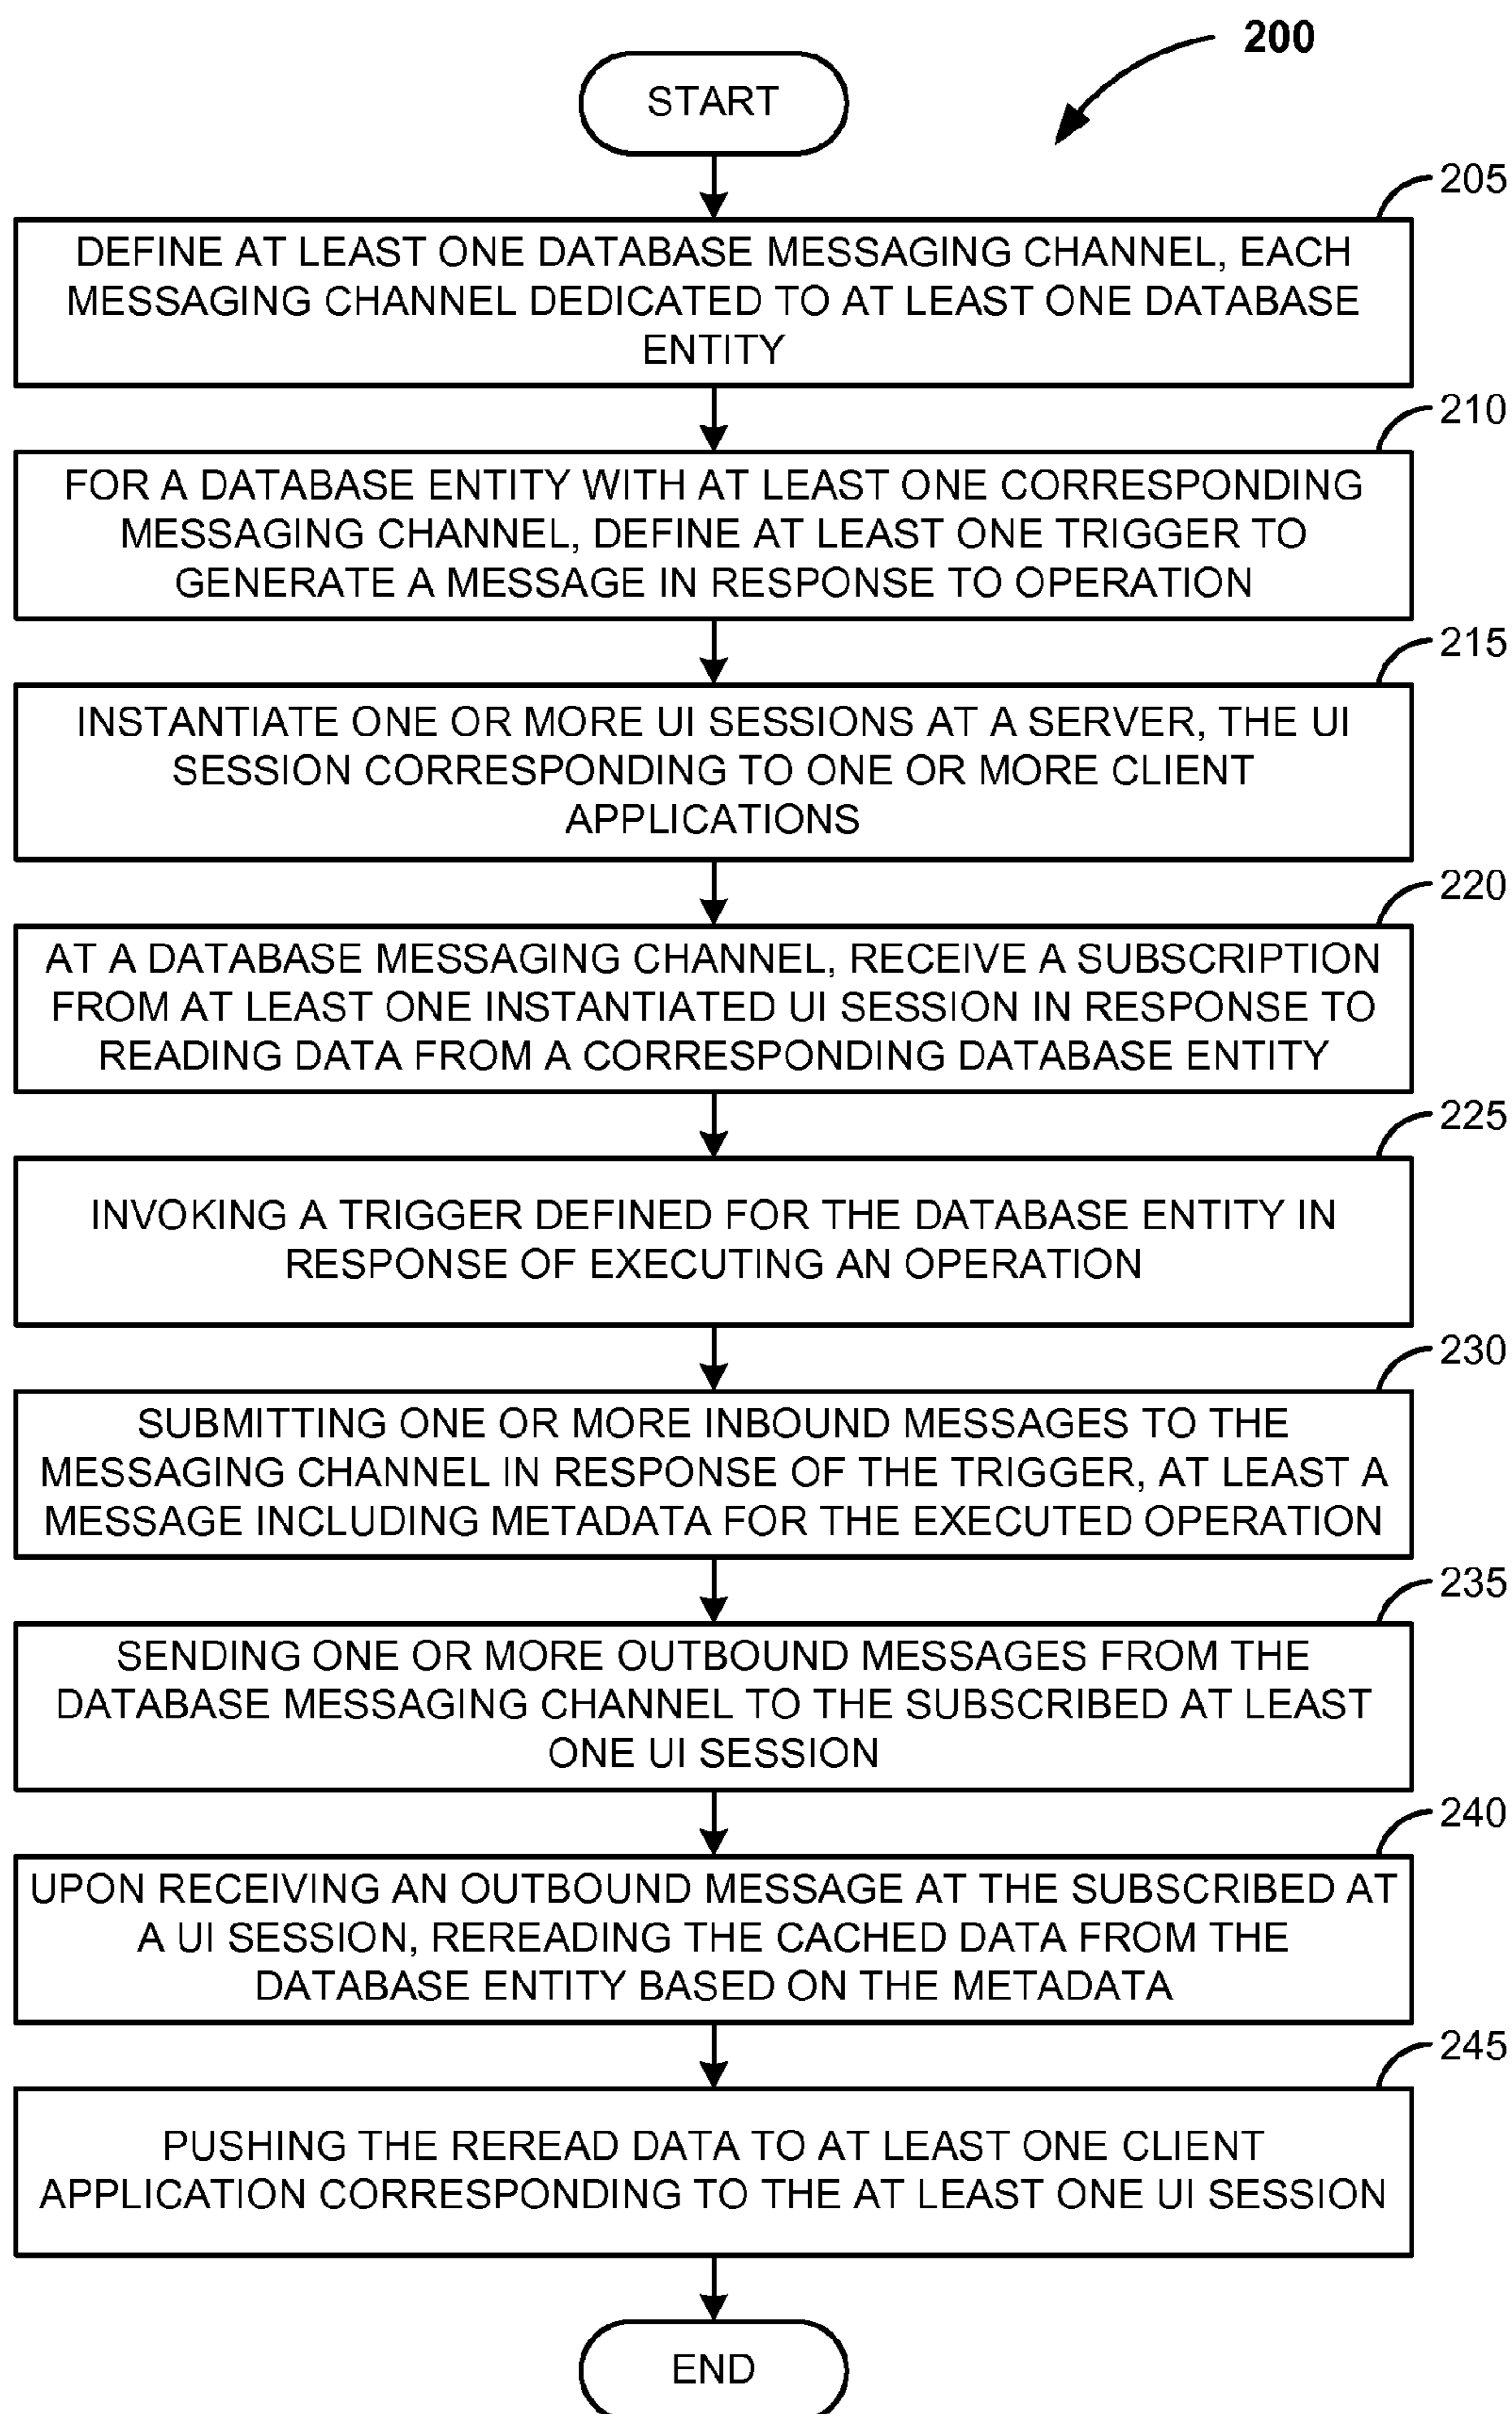 200
START
205
DEFINE AT LEAST ONE DATABASE MESSAGING CHANNEL, EACH
MESSAGING CHANNEL DEDICATED TO AT LEAST ONE DATABASE
ENTITY
210
FOR A DATABASE ENTITY WITH AT LEAST ONE CORRESPONDING
MESSAGING CHANNEL, DEFINE AT LEAST ONE TRIGGER TO
GENERATE A MESSAGE IN RESPONSE TO OPERATION
215
INSTANTIATE ONE OR MORE UI SESSIONS AT A SERVER, THE UI
SESSION CORRESPONDING TO ONE OR MORE CLIENT
APPLICATIONS
220
AT A DATABASE MESSAGING CHANNEL, RECEIVE A SUBSCRIPTION
FROM AT LEAST ONE INSTANTIATED UI SESSION IN RESPONSE TO
READING DATA FROM A CORRESPONDING DATABASE ENTITY
225
INVOKING A TRIGGER DEFINED FOR THE DATABASE ENTITY IN
RESPONSE OF EXECUTING AN OPERATION
230
SUBMITTING ONE OR MORE INBOUND MESSAGES TO THE
MESSAGING CHANNEL IN RESPONSE OF THE TRIGGER, AT LEAST A
MESSAGE INCLUDING METADATA FOR THE EXECUTED OPERATION
235
SENDING ONE OR MORE OUTBOUND MESSAGES FROM THE
DATABASE MESSAGING CHANNEL TO THE SUBSCRIBED AT LEAST
ONE UI SESSION
240
UPON RECEIVING AN OUTBOUND MESSAGE AT THE SUBSCRIBED AT
A UI SESSION, REREADING THE CACHED DATA FROM THE
DATABASE ENTITY BASED ON THE METADATA
245
PUSHING THE REREAD DATA TO AT LEAST ONE CLIENT
APPLICATION CORRESPONDING TO THE AT LEAST ONE UI SESSION
END